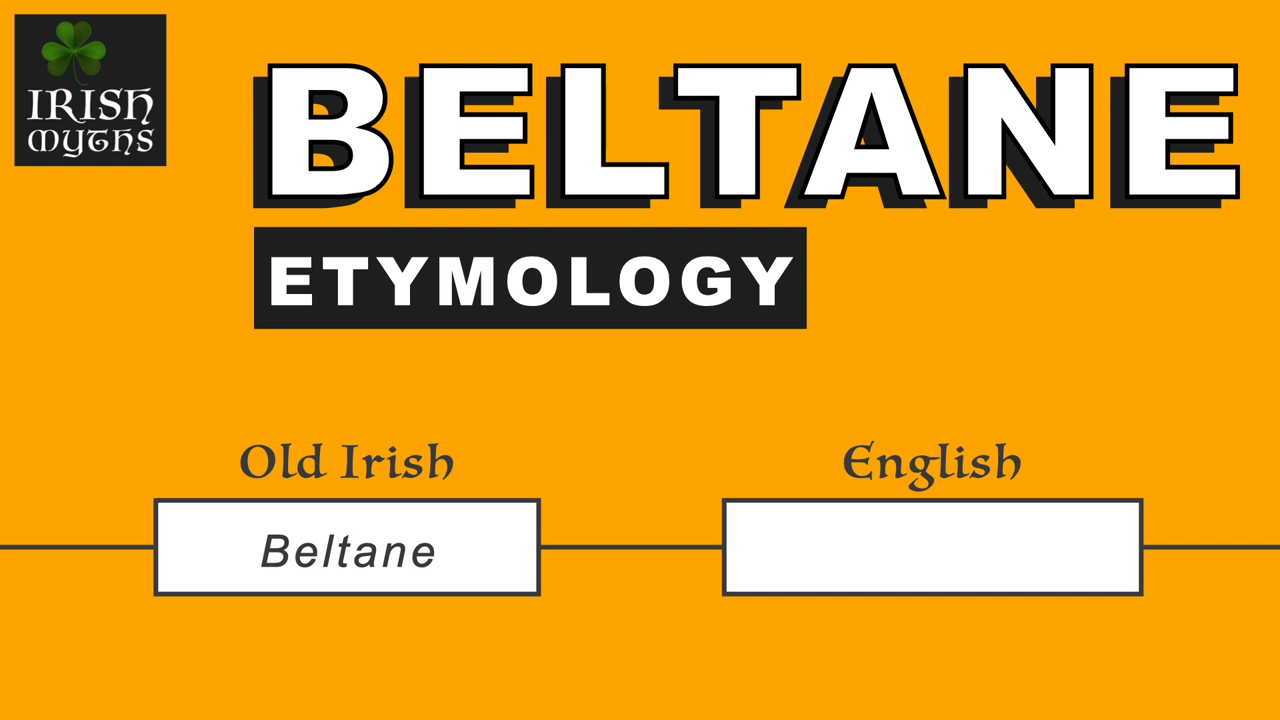 IRISH
MYTHS
BELTANE
ETYMOLOGY
Old Irish
English
Beltane